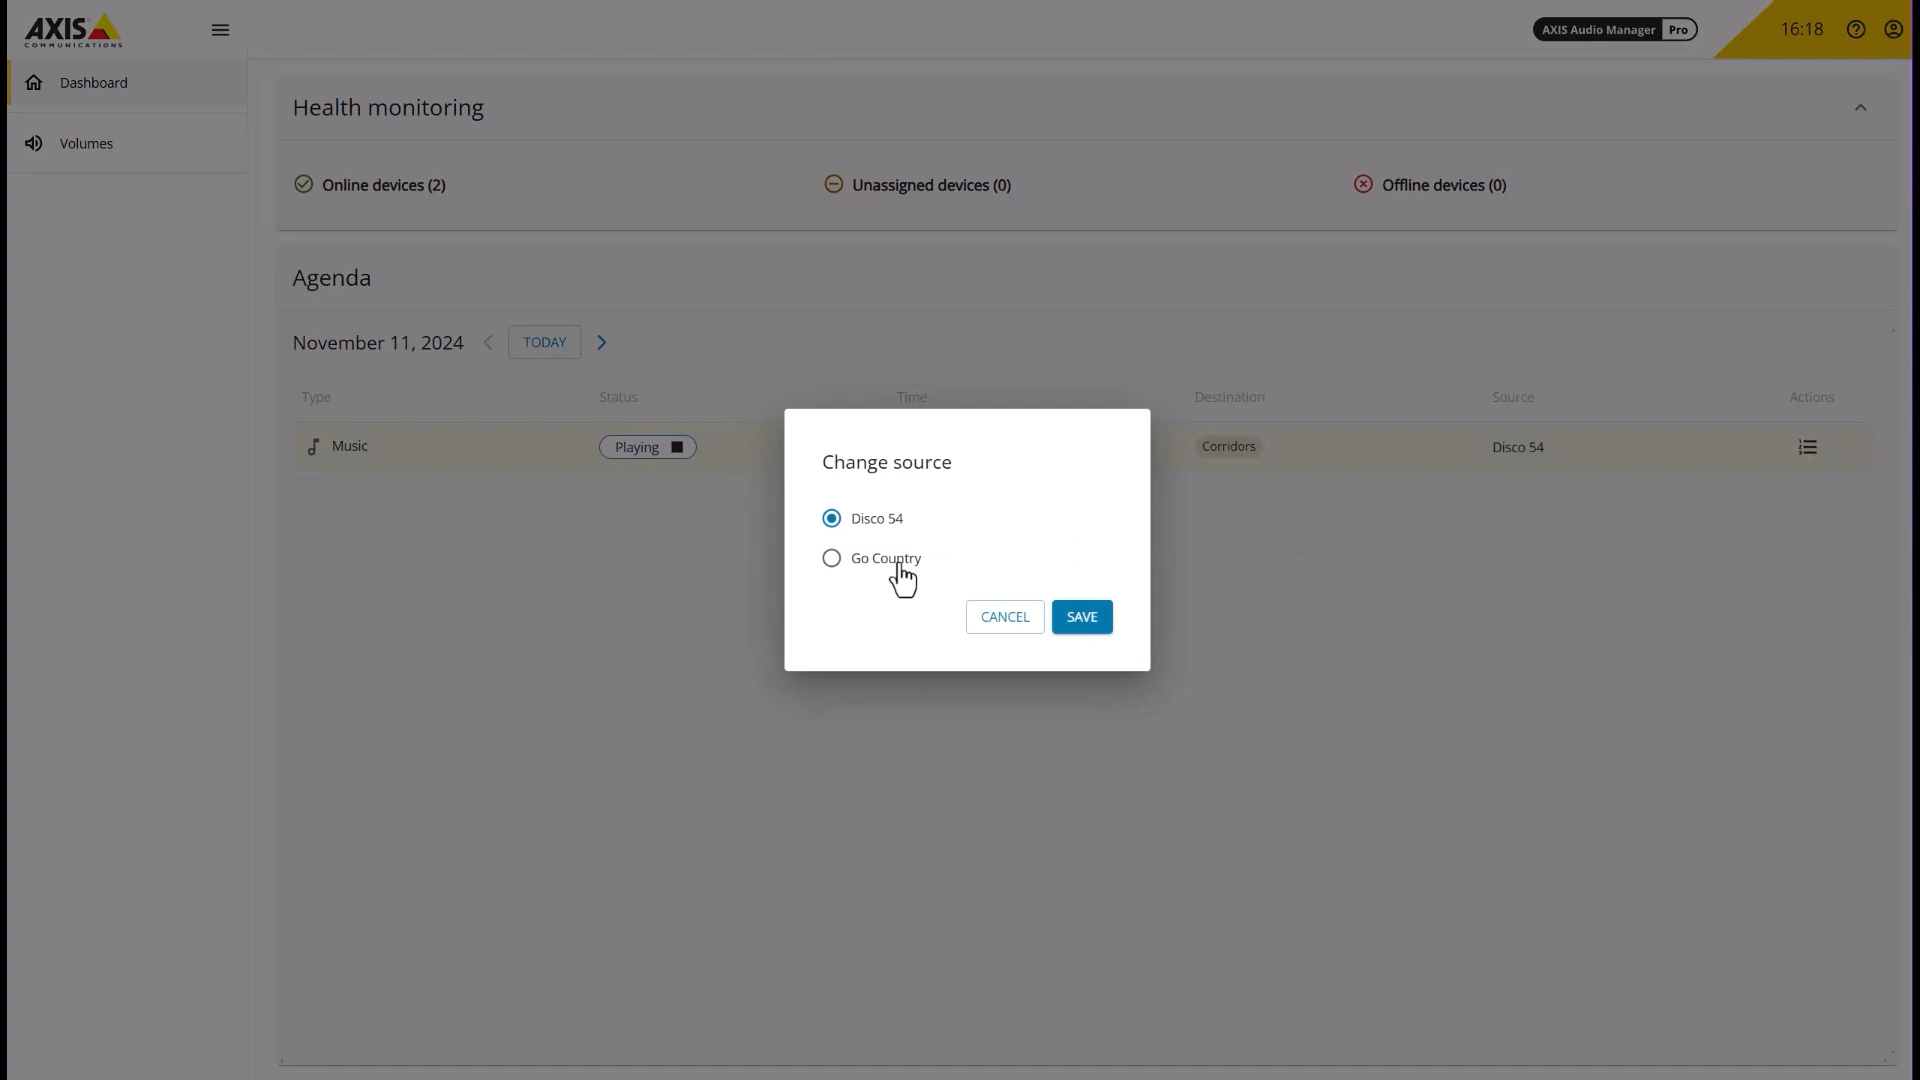 AXIS
COMMUNICATIONS
AXIS Audio Manager Pro
16:18
Dashboard
Volumes
Health monitoring
Online devices (2)
Unassigned devices (0)
Offline devices (0)
Agenda
November 11, 2024
TODAY
Type Status Time Destination Source Actions
Music Playing Corridors Disco 54
Change source
Disco 54
Go Country
CANCEL SAVE